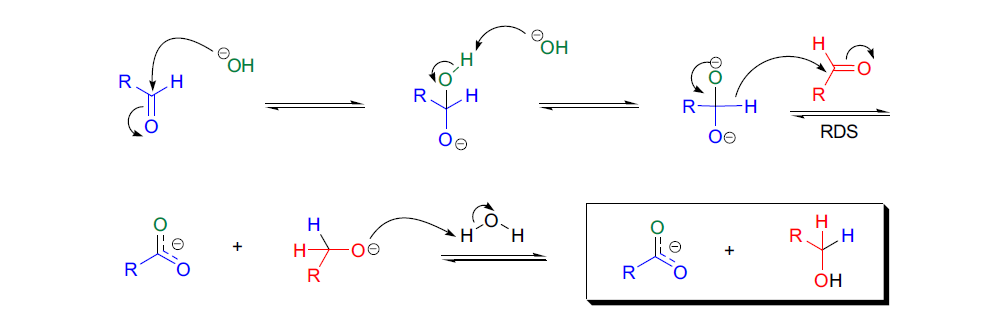 R H O ⊖ OH
R O H H O ⊖ ⊖ OH
R O ⊖ H O ⊖ H R O
RDS
R O O ⊖ + H H R O ⊖ H O H
R O O ⊖ + R H H OH